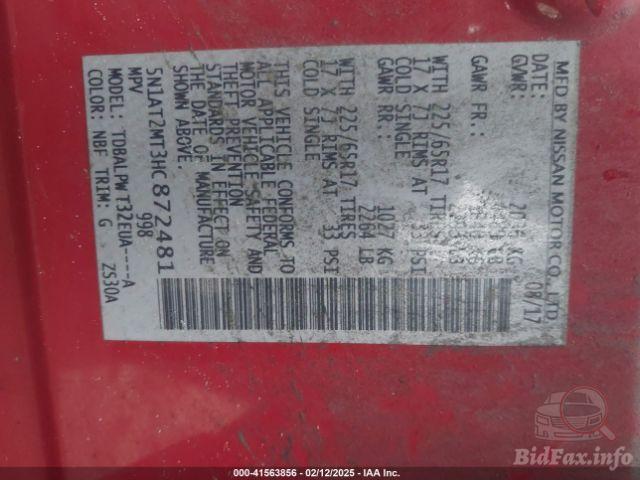 MFD BY NISSAN MOTOR CO., LTD.
DATE: 08/17
GVWR: KG
GAWR FR:
WITH 225/65R17 TIRES
17 X 7J RIMS AT 33 PSI
COLD SINGLE
GAWR RR: 1027 KG
2264 LB
WITH 225/65R17 TIRES
17 X 7J RIMS AT 33 PSI
COLD SINGLE
THIS VEHICLE CONFORMS TO
ALL APPLICABLE FEDERAL
MOTOR VEHICLE SAFETY AND
THEFT PREVENTION
STANDARDS IN EFFECT ON
THE DATE OF MANUFACTURE
SHOWN ABOVE.
5N1AT2MT3HC872481
MPV 998
MODEL: TDBALPW T32EUA----A
COLOR: NBF TRIM: G ZS30A
BidFax.info
000-41563856 - 02/12/2025 - IAA Inc.